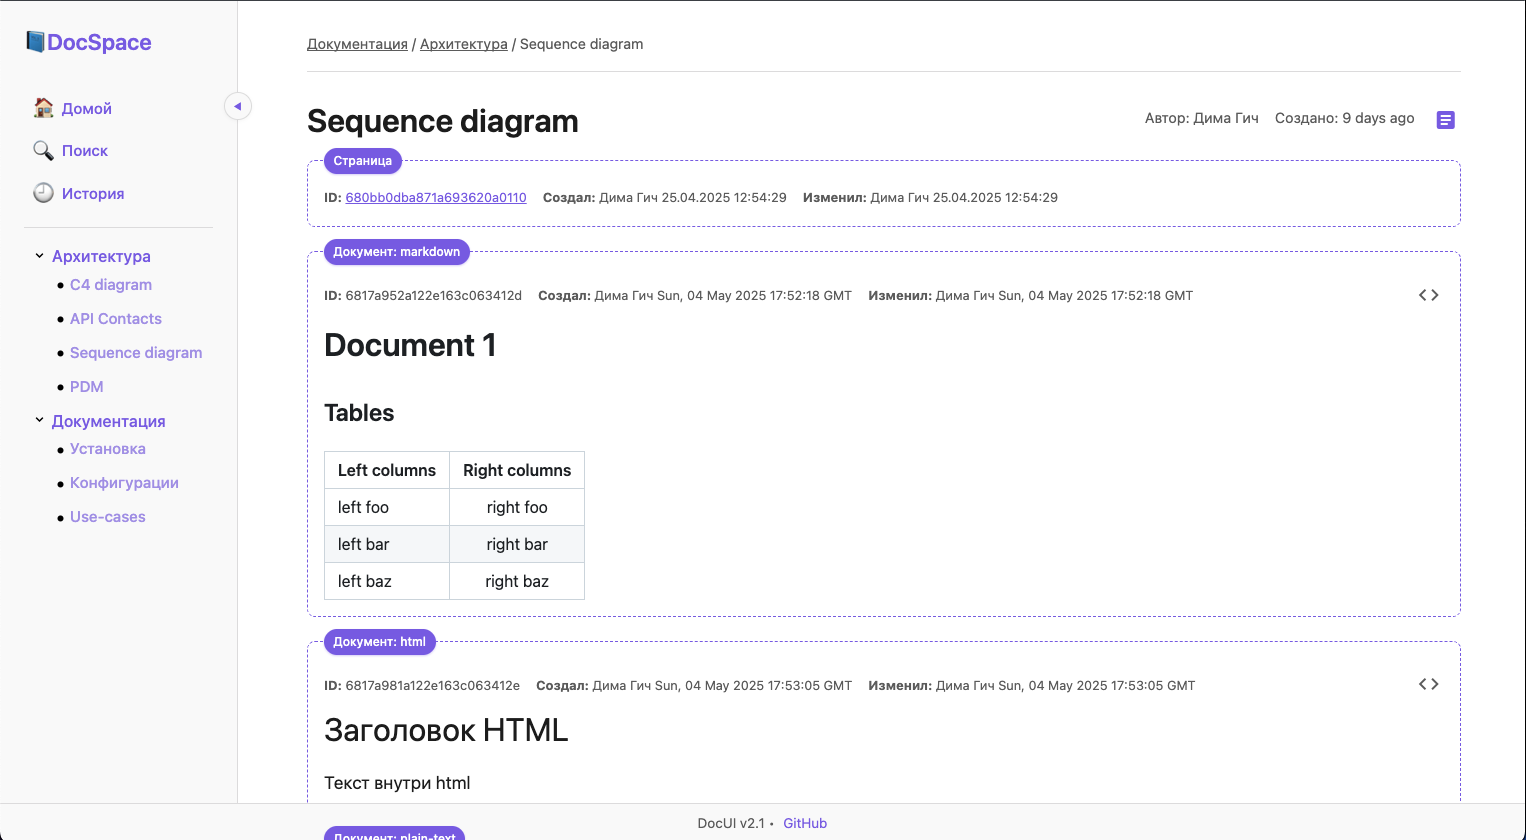 DocSpace
Домой
Поиск
История
Архитектура
C4 diagram
API Contacts
Sequence diagram
PDM
Документация
Установка
Конфигурации
Use-cases
Документация / Архитектура / Sequence diagram
Sequence diagram
Автор: Дима Гич Создано: 9 days ago
Страница
ID: 680bb0dba871a693620a0110 Создал: Дима Гич 25.04.2025 12:54:29 Изменил: Дима Гич 25.04.2025 12:54:29
Документ: markdown
ID: 6817a952a122e163c063412d Создал: Дима Гич Sun, 04 May 2025 17:52:18 GMT Изменил: Дима Гич Sun, 04 May 2025 17:52:18 GMT
Document 1
Tables
Left columns Right columns
left foo right foo
left bar right bar
left baz right baz
Документ: html
ID: 6817a981a122e163c063412e Создал: Дима Гич Sun, 04 May 2025 17:53:05 GMT Изменил: Дима Гич Sun, 04 May 2025 17:53:05 GMT
Заголовок HTML
Текст внутри html
Документ: plain-text
DocUI v2.1 • GitHub